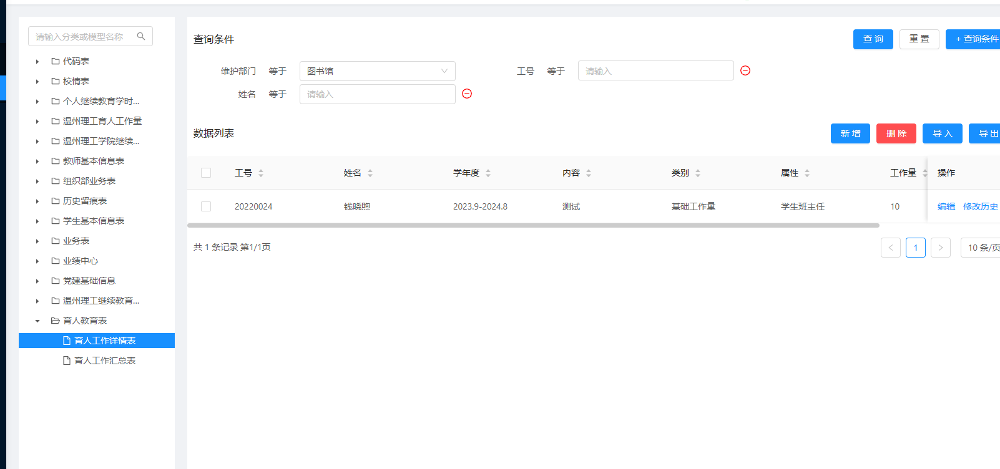 请输入分类或模型名称
代码表
校情表
个人继续教育学时...
温州理工育人工作量
温州理工学院继续...
教师基本信息表
组织部业务表
历史留痕表
学生基本信息表
业务表
业绩中心
党建基础信息
温州理工继续教育...
育人教育表
育人工作详情表
育人工作汇总表
查询条件 查 询 重 置 + 查询条件
维护部门 等于 图书馆 工号 等于 请输入
姓名 等于 请输入
数据列表 新 增 删 除 导 入 导 出
工号 姓名 学年度 内容 类别 属性 工作量 操作
20220024 钱晓煦 2023.9-2024.8 测试 基础工作量 学生班主任 10 编辑 修改历史
共 1 条记录 第1/1页 < 1 > 10 条/页